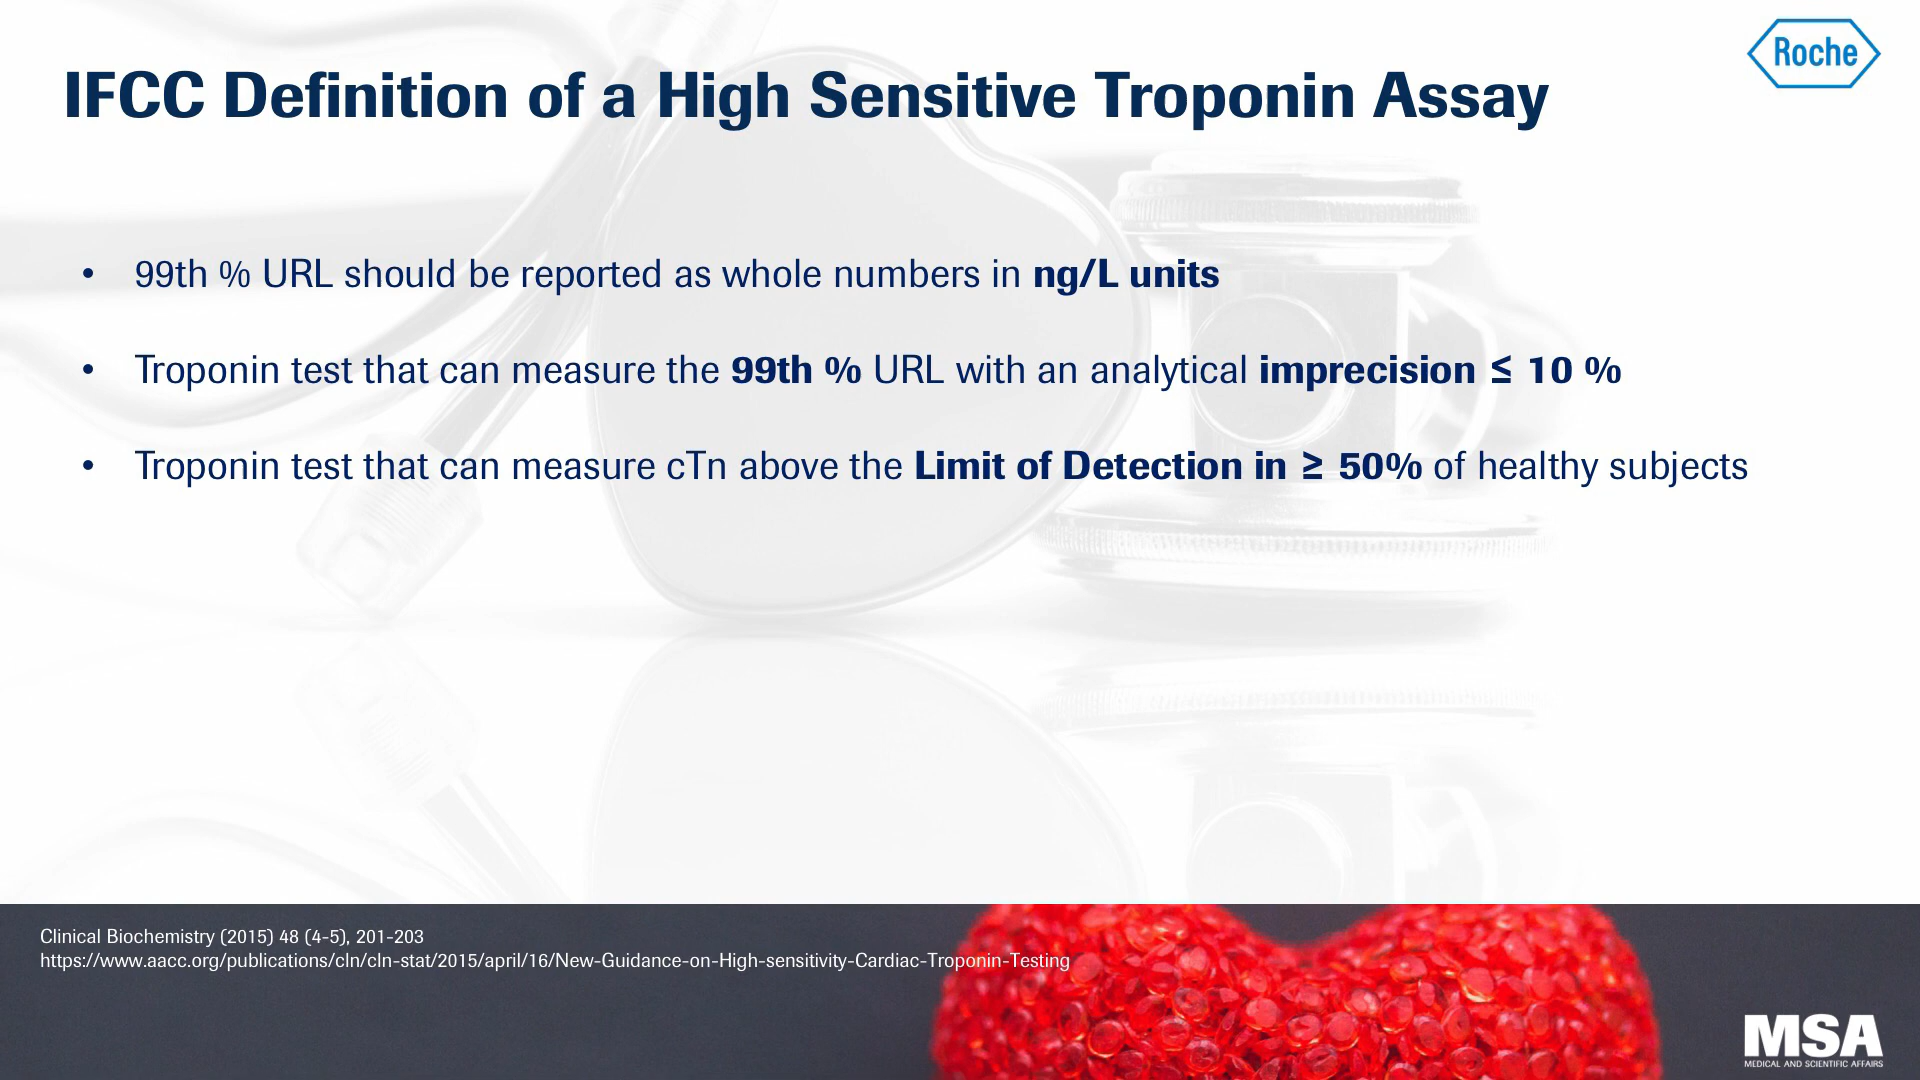 Roche
IFCC Definition of a High Sensitive Troponin Assay
• 99th % URL should be reported as whole numbers in ng/L units
• Troponin test that can measure the 99th % URL with an analytical imprecision ≤ 10 %
• Troponin test that can measure cTn above the Limit of Detection in ≥ 50% of healthy subjects
Clinical Biochemistry (2015) 48 (4-5), 201-203
https://www.aacc.org/publications/cln/cln-stat/2015/april/16/New-Guidance-on-High-sensitivity-Cardiac-Troponin-Testing
MSA
MEDICAL AND SCIENTIFIC AFFAIRS